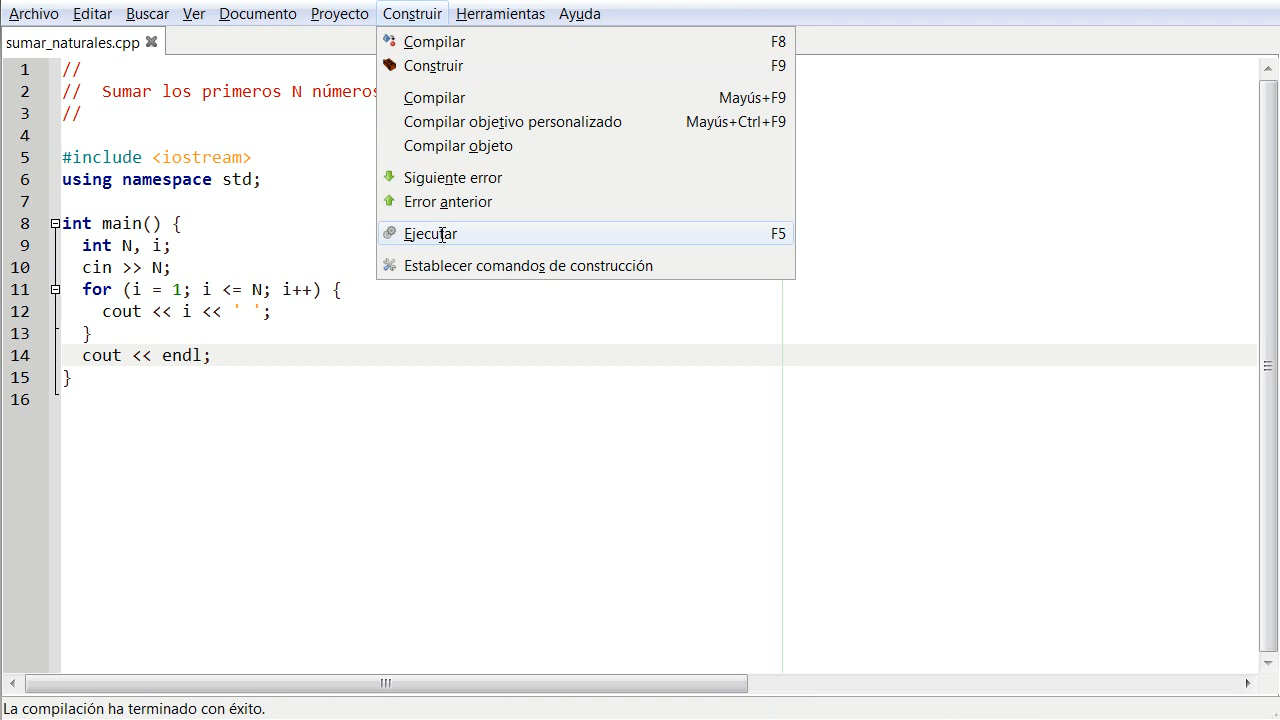 Archivo Editar Buscar Ver Documento Proyecto Construir Herramientas Ayuda
sumar_naturales.cpp
Compilar F8
Construir F9
Compilar Mayús+F9
Compilar objetivo personalizado Mayús+Ctrl+F9
Compilar objeto
Siguiente error
Error anterior
Ejecutar F5
Establecer comandos de construcción
1 //
2 // Sumar los primeros N números
3 //
4
5 #include <iostream>
6 using namespace std;
7
8 int main() {
9 int N, i;
10 cin >> N;
11 for (i = 1; i <= N; i++) {
12 cout << i << ' ';
13 }
14 cout << endl;
15 }
16
La compilación ha terminado con éxito.